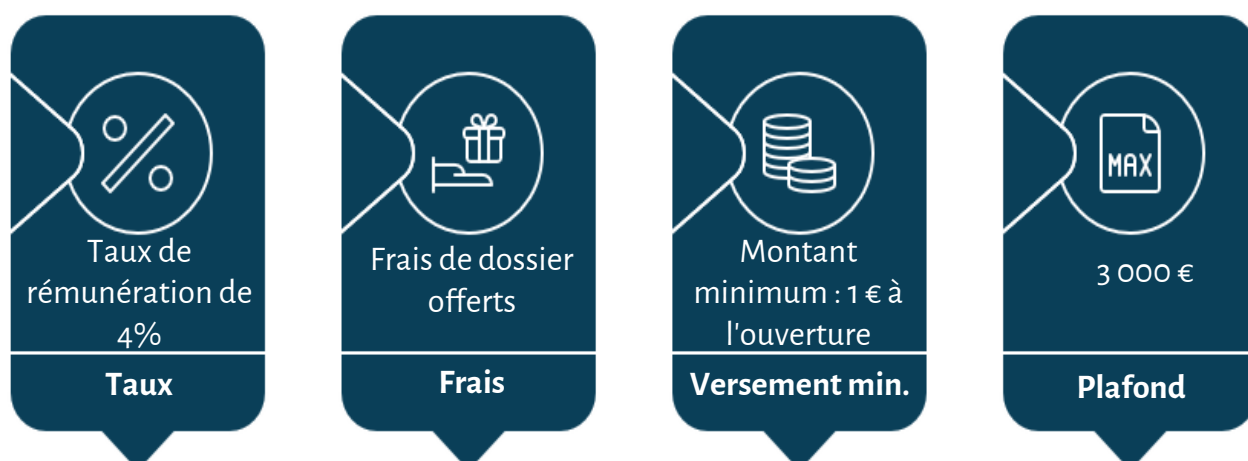 Taux de
rémunération de
4%
Taux
Frais de dossier
offerts
Frais
Montant
minimum : 1 € à
l'ouverture
Versement min.
MAX
3 000 €
Plafond